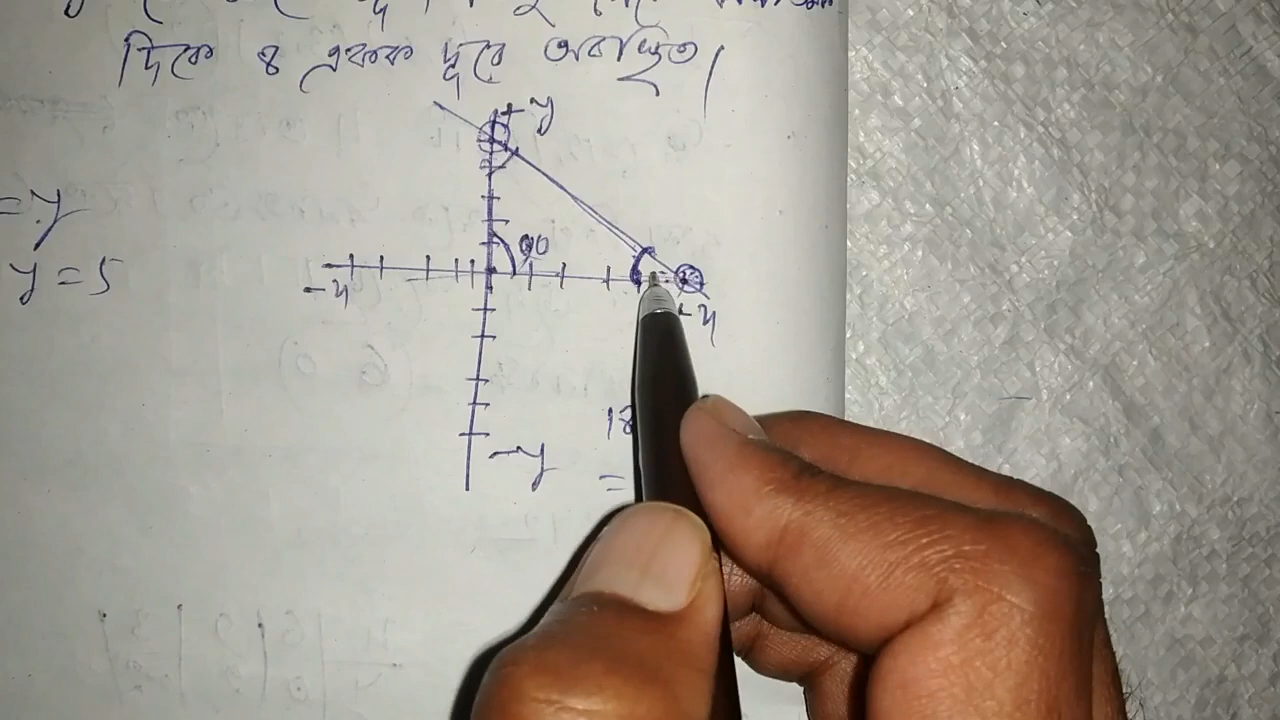 দিকে ৪ একক দূরে অবস্থিত।
+ y
= y
90
y = 5
-x
-x
18
-y
=